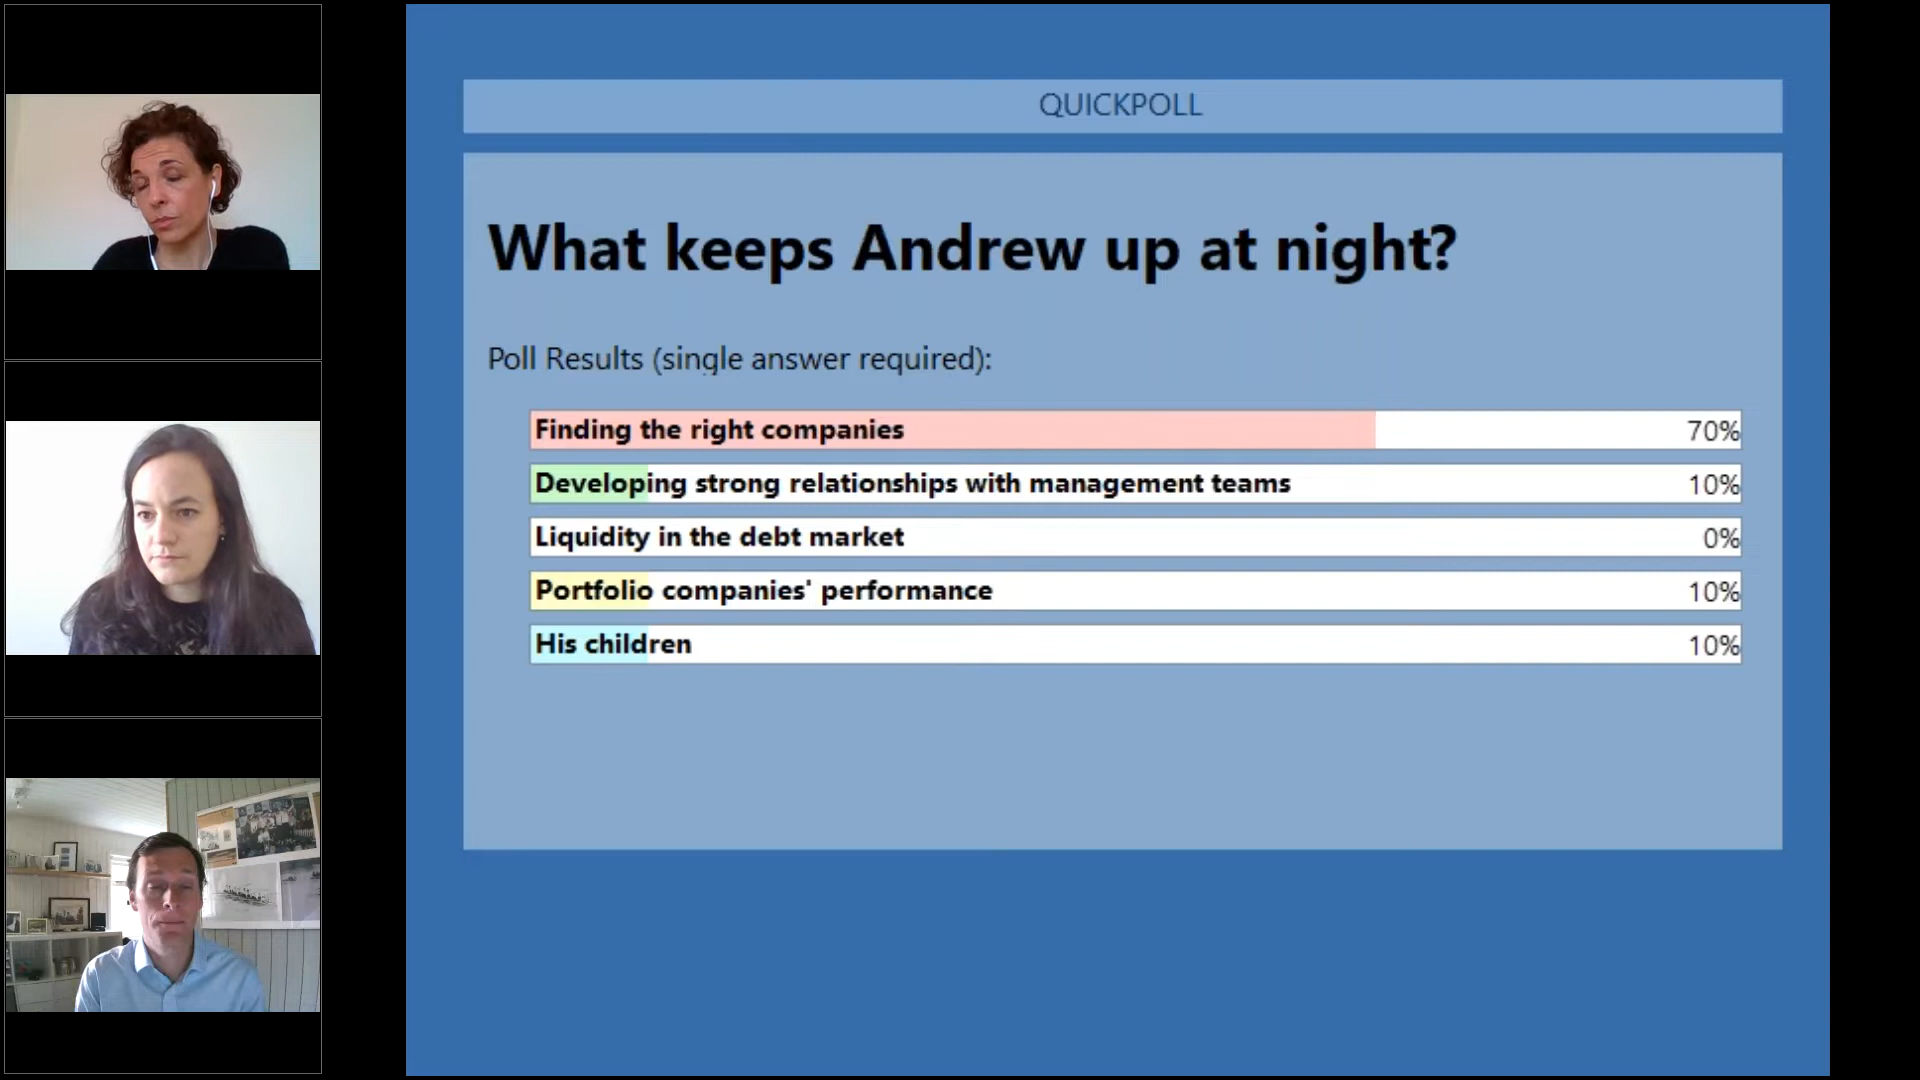 QUICKPOLL
What keeps Andrew up at night?
Poll Results (single answer required):
Finding the right companies 70%
Developing strong relationships with management teams 10%
Liquidity in the debt market 0%
Portfolio companies' performance 10%
His children 10%